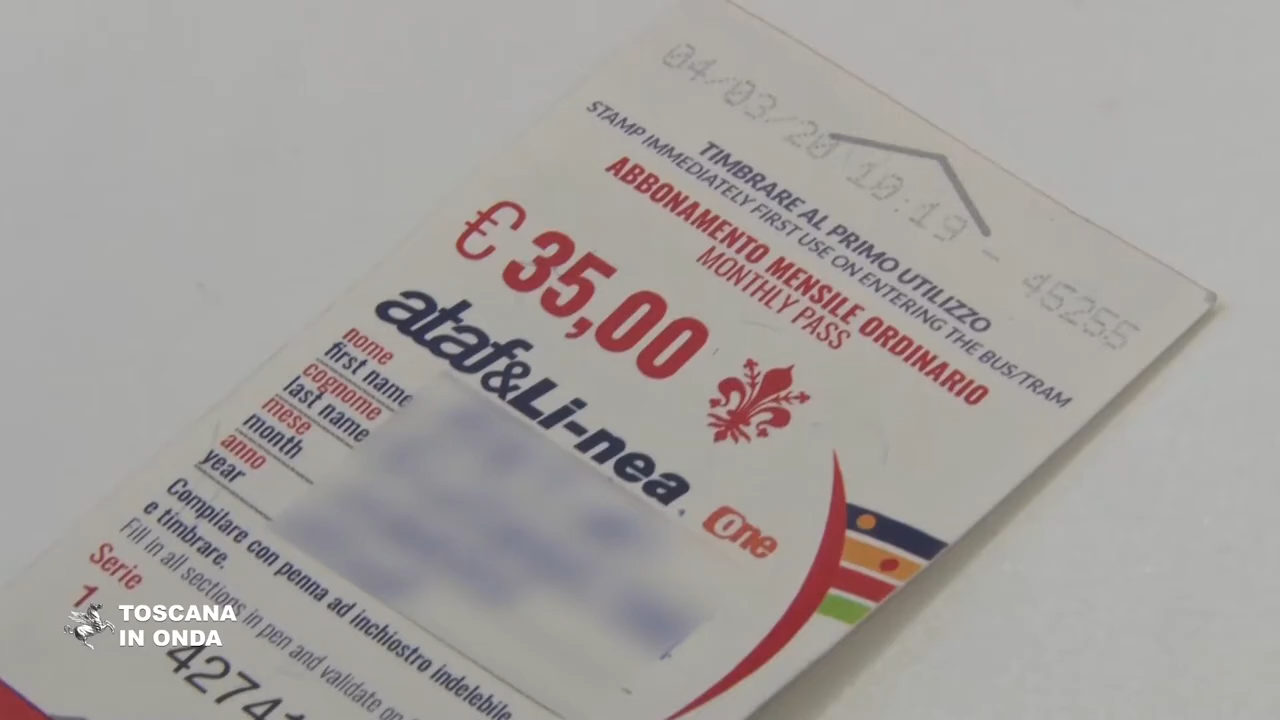 04/03/20 10:19 - 45255
TIMBRARE AL PRIMO UTILIZZO
STAMP IMMEDIATELY FIRST USE ON ENTERING THE BUS/TRAM
ABBONAMENTO MENSILE ORDINARIO
MONTHLY PASS
€ 35,00
ataf&Li-nea
One
nome
first name
cognome
last name
mese
month
anno
year
Compilare con penna ad inchiostro indelebile
e timbrare.
Fill in all sections in pen and validate on
Serie
1
4274
TOSCANA
IN ONDA